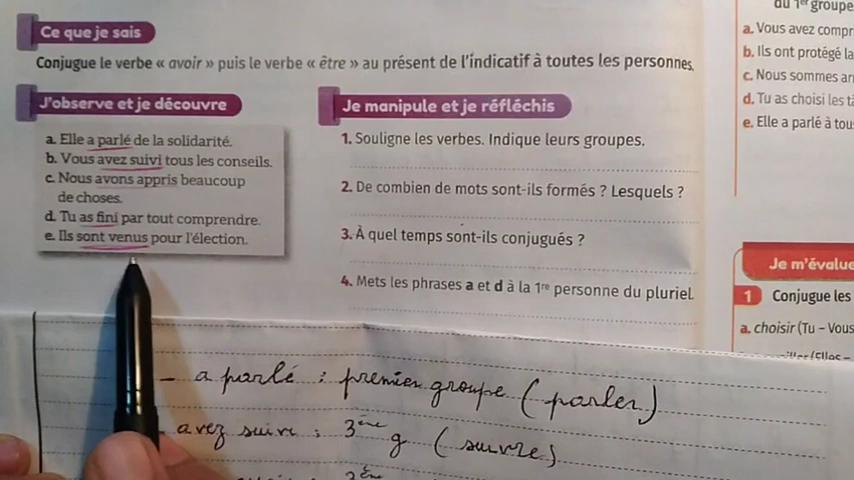 Ce que je sais
Conjugue le verbe « avoir » puis le verbe « être » au présent de l'indicatif à toutes les personnes.
J'observe et je découvre
a. Elle a parlé de la solidarité.
b. Vous avez suivi tous les conseils.
c. Nous avons appris beaucoup
de choses.
d. Tu as fini par tout comprendre.
e. Ils sont venus pour l'élection.
Je manipule et je réfléchis
1. Souligne les verbes. Indique leurs groupes.
2. De combien de mots sont-ils formés ? Lesquels ?
3. À quel temps sont-ils conjugués ?
4. Mets les phrases a et d à la 1re personne du pluriel.
du 1er groupe
a. Vous avez
b. Ils ont protégé la
c. Nous sommes
d. Tu as choisi les
e. Elle a parlé à
Je m'évalue
1 Conjugue les
a. choisir (Tu – Vous
- a parlé : premier groupe (parler)
- avez suivi : 3ème g (suivre)
3ème